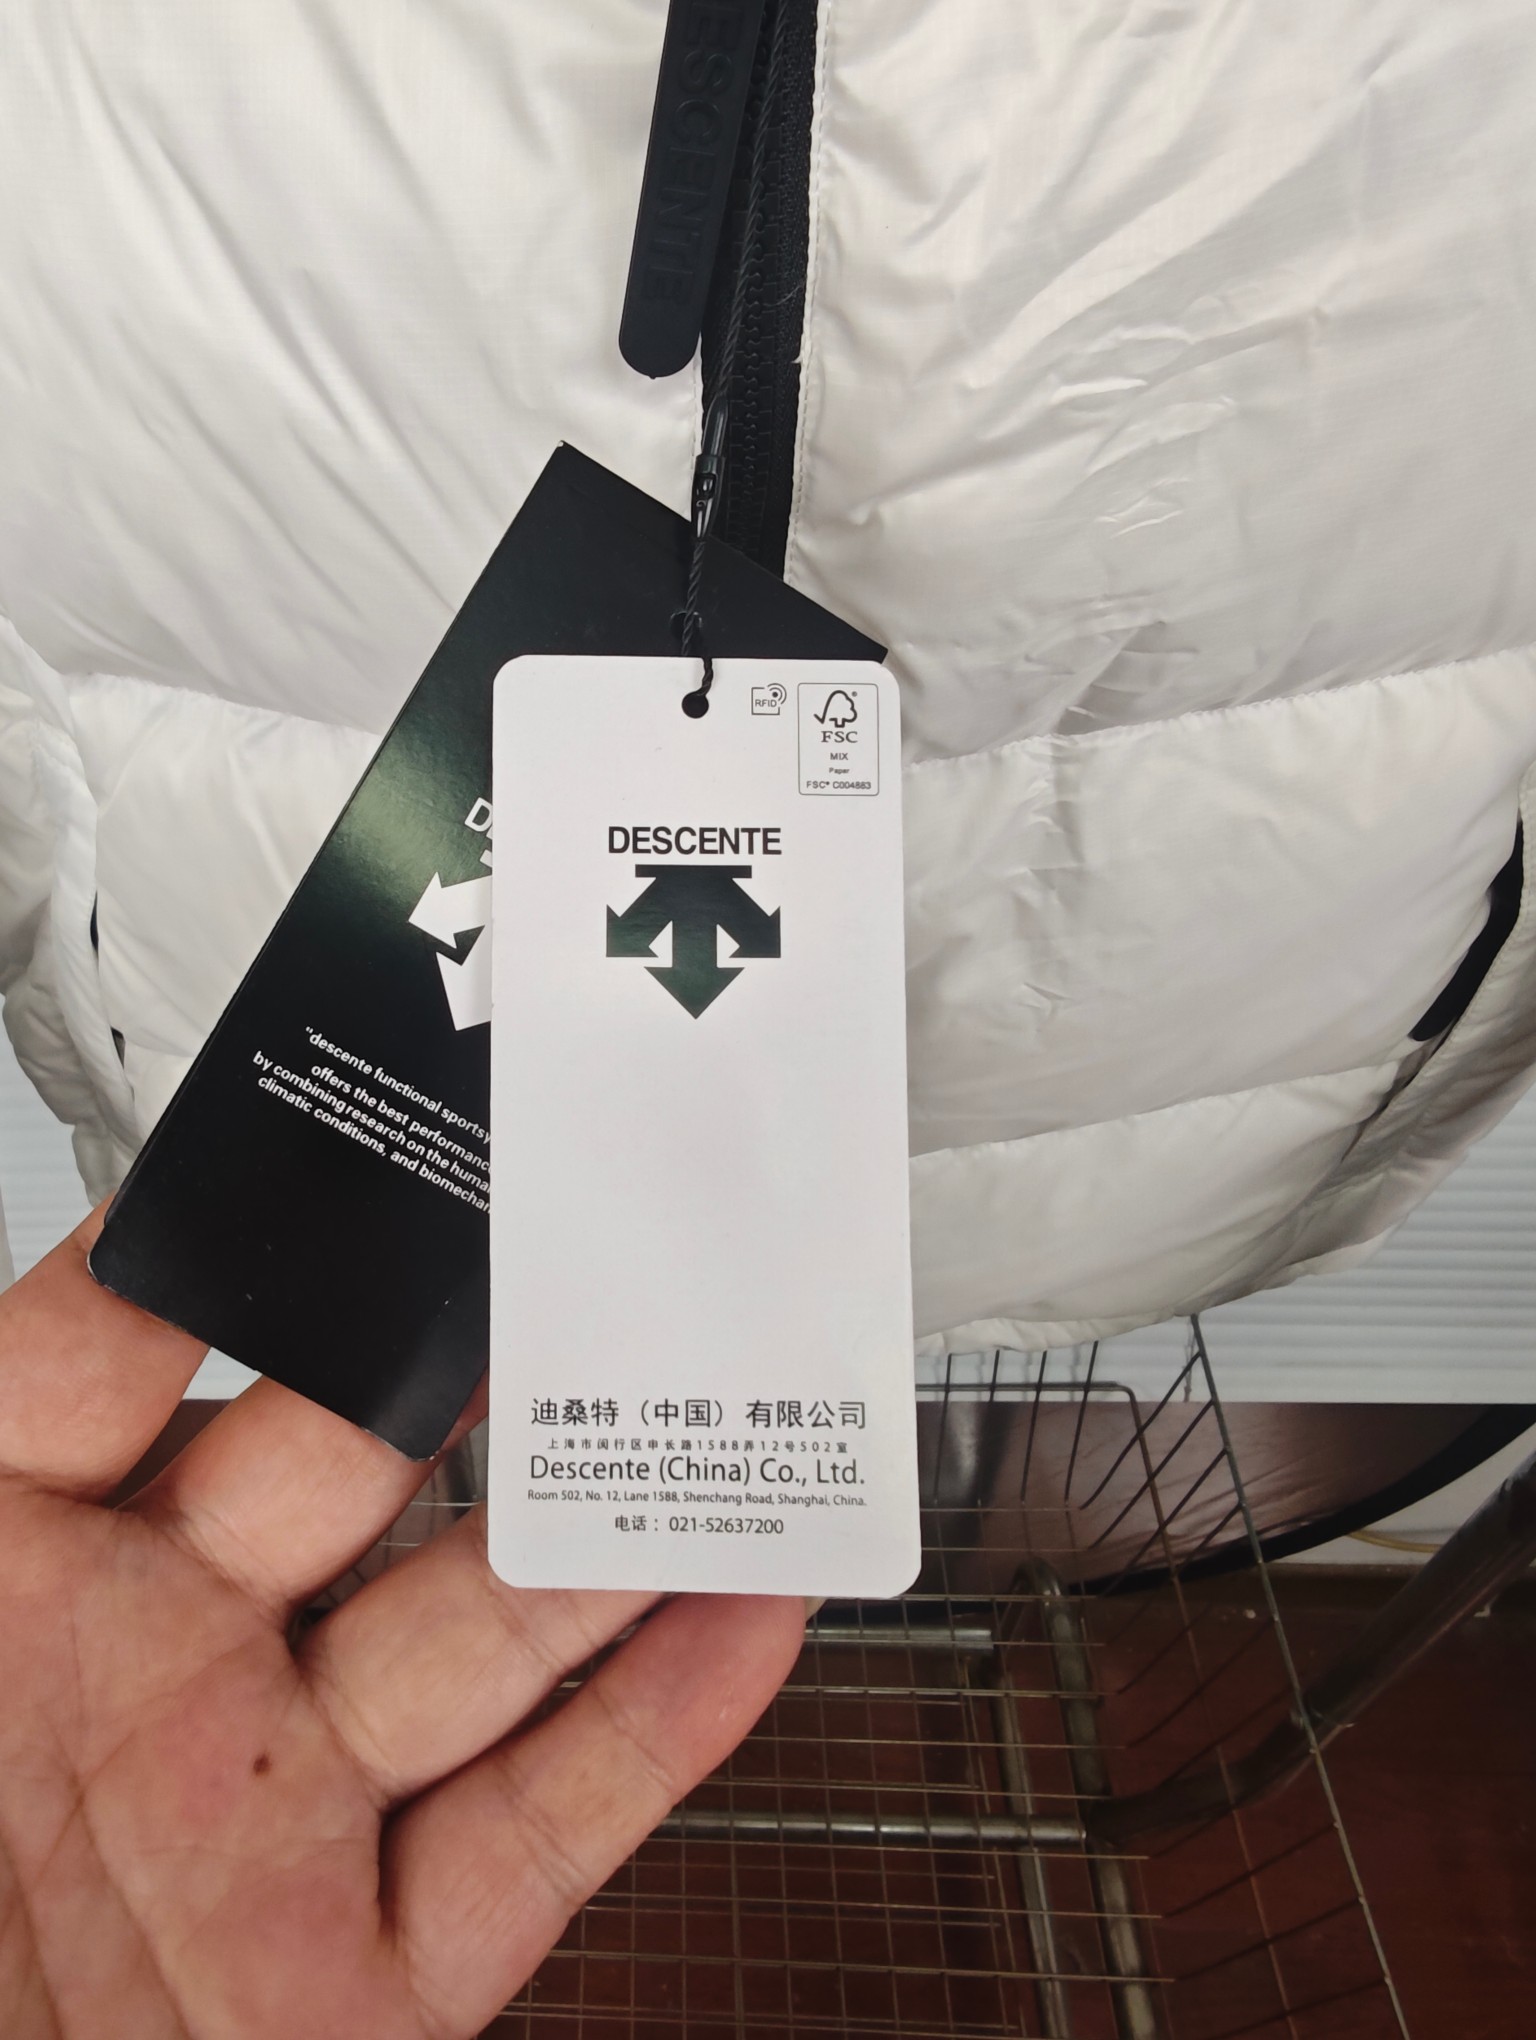 DESCENTE
RFID
FSC
MIX
Paper
FSC® C004883
DESCENTE
"descente functional sports
offers the best performanc
by combining research on the huma
climatic conditions, and biomechan
迪桑特（中国）有限公司
上海市闵行区申长路1588弄12号502室
Descente (China) Co., Ltd.
Room 502, No. 12, Lane 1588, Shenchang Road, Shanghai, China.
电话：021-52637200